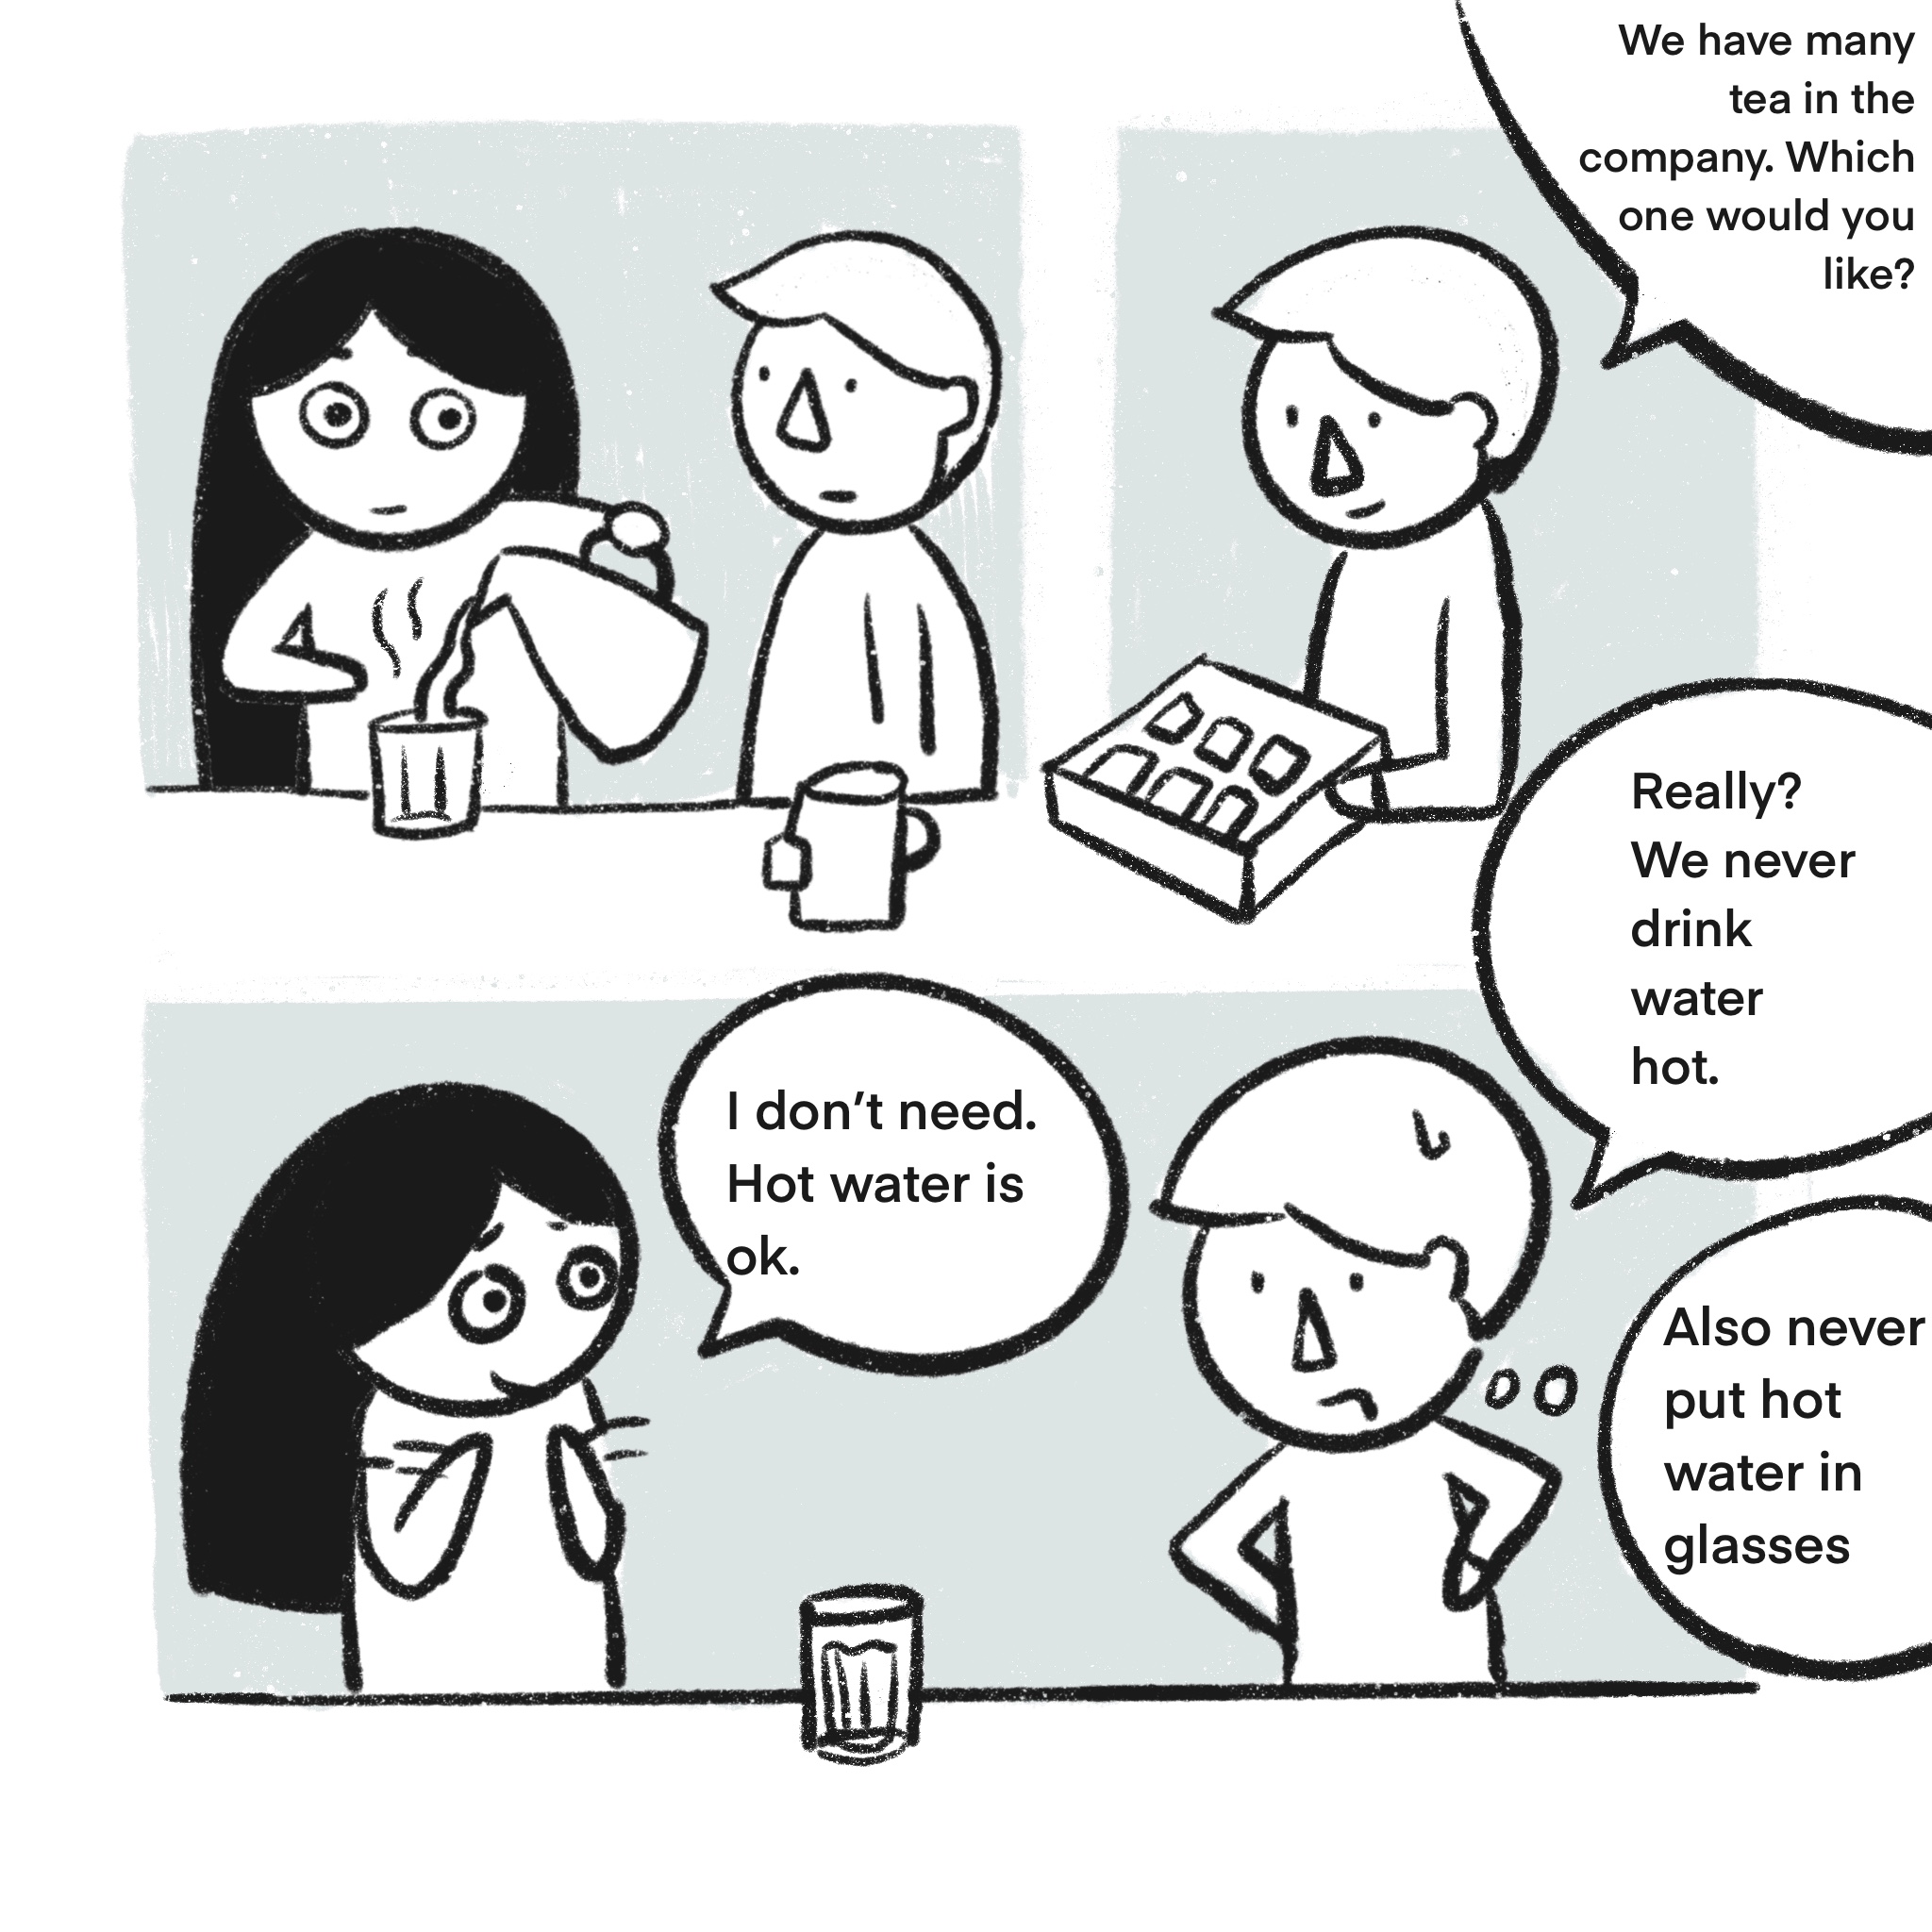 We have many
tea in the
company. Which
one would you
like?
I don’t need.
Hot water is
ok.
Really?
We never
drink
water
hot.
Also never
put hot
water in
glasses